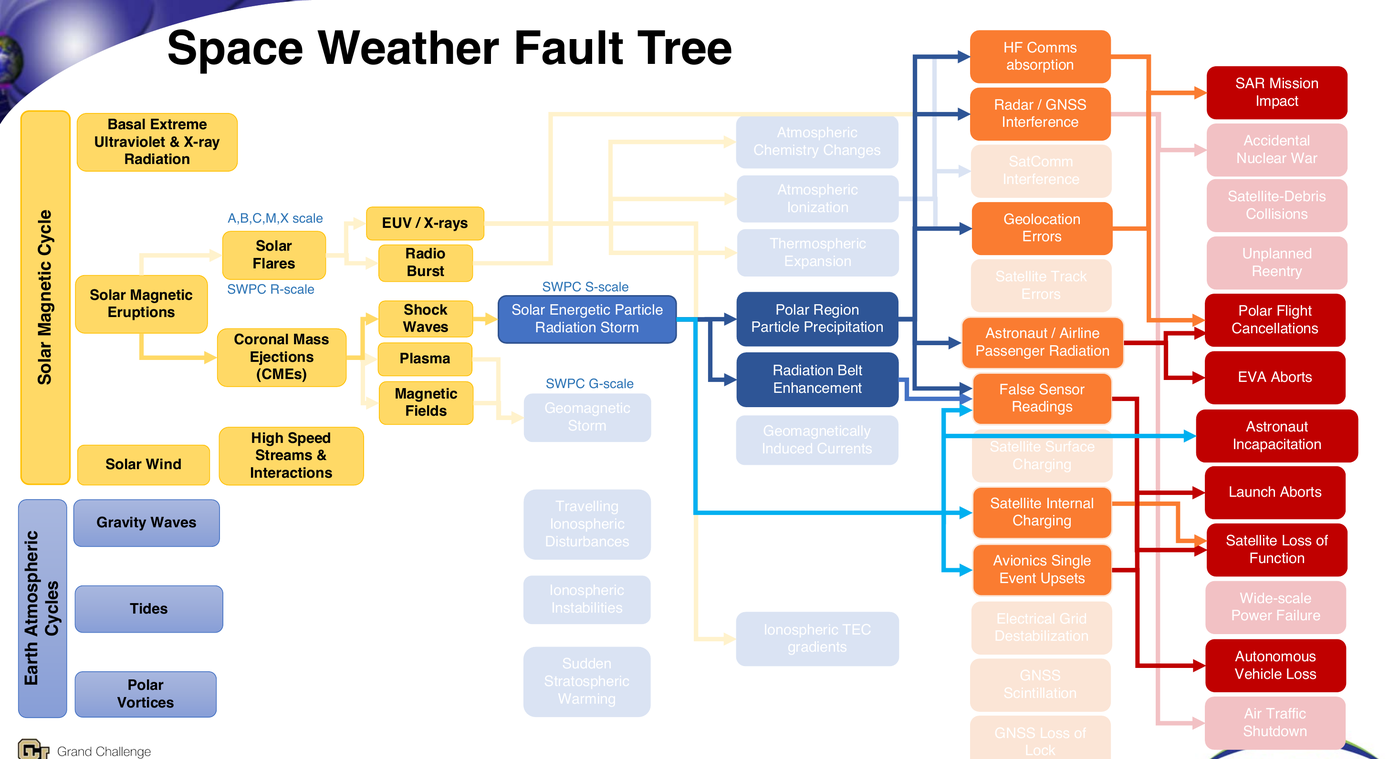 Space Weather Fault Tree
Solar Magnetic Cycle
Basal Extreme
Ultraviolet & X-ray
Radiation
Solar Magnetic
Eruptions
A,B,C,M,X scale
Solar
Flares
SWPC R-scale
Coronal Mass
Ejections
(CMEs)
Solar Wind
High Speed
Streams &
Interactions
EUV / X-rays
Radio
Burst
Shock
Waves
Plasma
Magnetic
Fields
Earth Atmospheric
Cycles
Gravity Waves
Tides
Polar
Vortices
SWPC S-scale
Solar Energetic Particle
Radiation Storm
SWPC G-scale
Geomagnetic
Storm
Travelling
Ionospheric
Disturbances
Ionospheric
Instabilities
Sudden
Stratospheric
Warming
Atmospheric
Chemistry Changes
Atmospheric
Ionization
Thermospheric
Expansion
Polar Region
Particle Precipitation
Radiation Belt
Enhancement
Geomagnetically
Induced Currents
Ionospheric TEC
gradients
HF Comms
absorption
Radar / GNSS
Interference
SatComm
Interference
Geolocation
Errors
Satellite Track
Errors
Astronaut / Airline
Passenger Radiation
False Sensor
Readings
Satellite Surface
Charging
Satellite Internal
Charging
Avionics Single
Event Upsets
Electrical Grid
Destabilization
GNSS
Scintillation
GNSS Loss of
Lock
SAR Mission
Impact
Accidental
Nuclear War
Satellite-Debris
Collisions
Unplanned
Reentry
Polar Flight
Cancellations
EVA Aborts
Astronaut
Incapacitation
Launch Aborts
Satellite Loss of
Function
Wide-scale
Power Failure
Autonomous
Vehicle Loss
Air Traffic
Shutdown
Grand Challenge